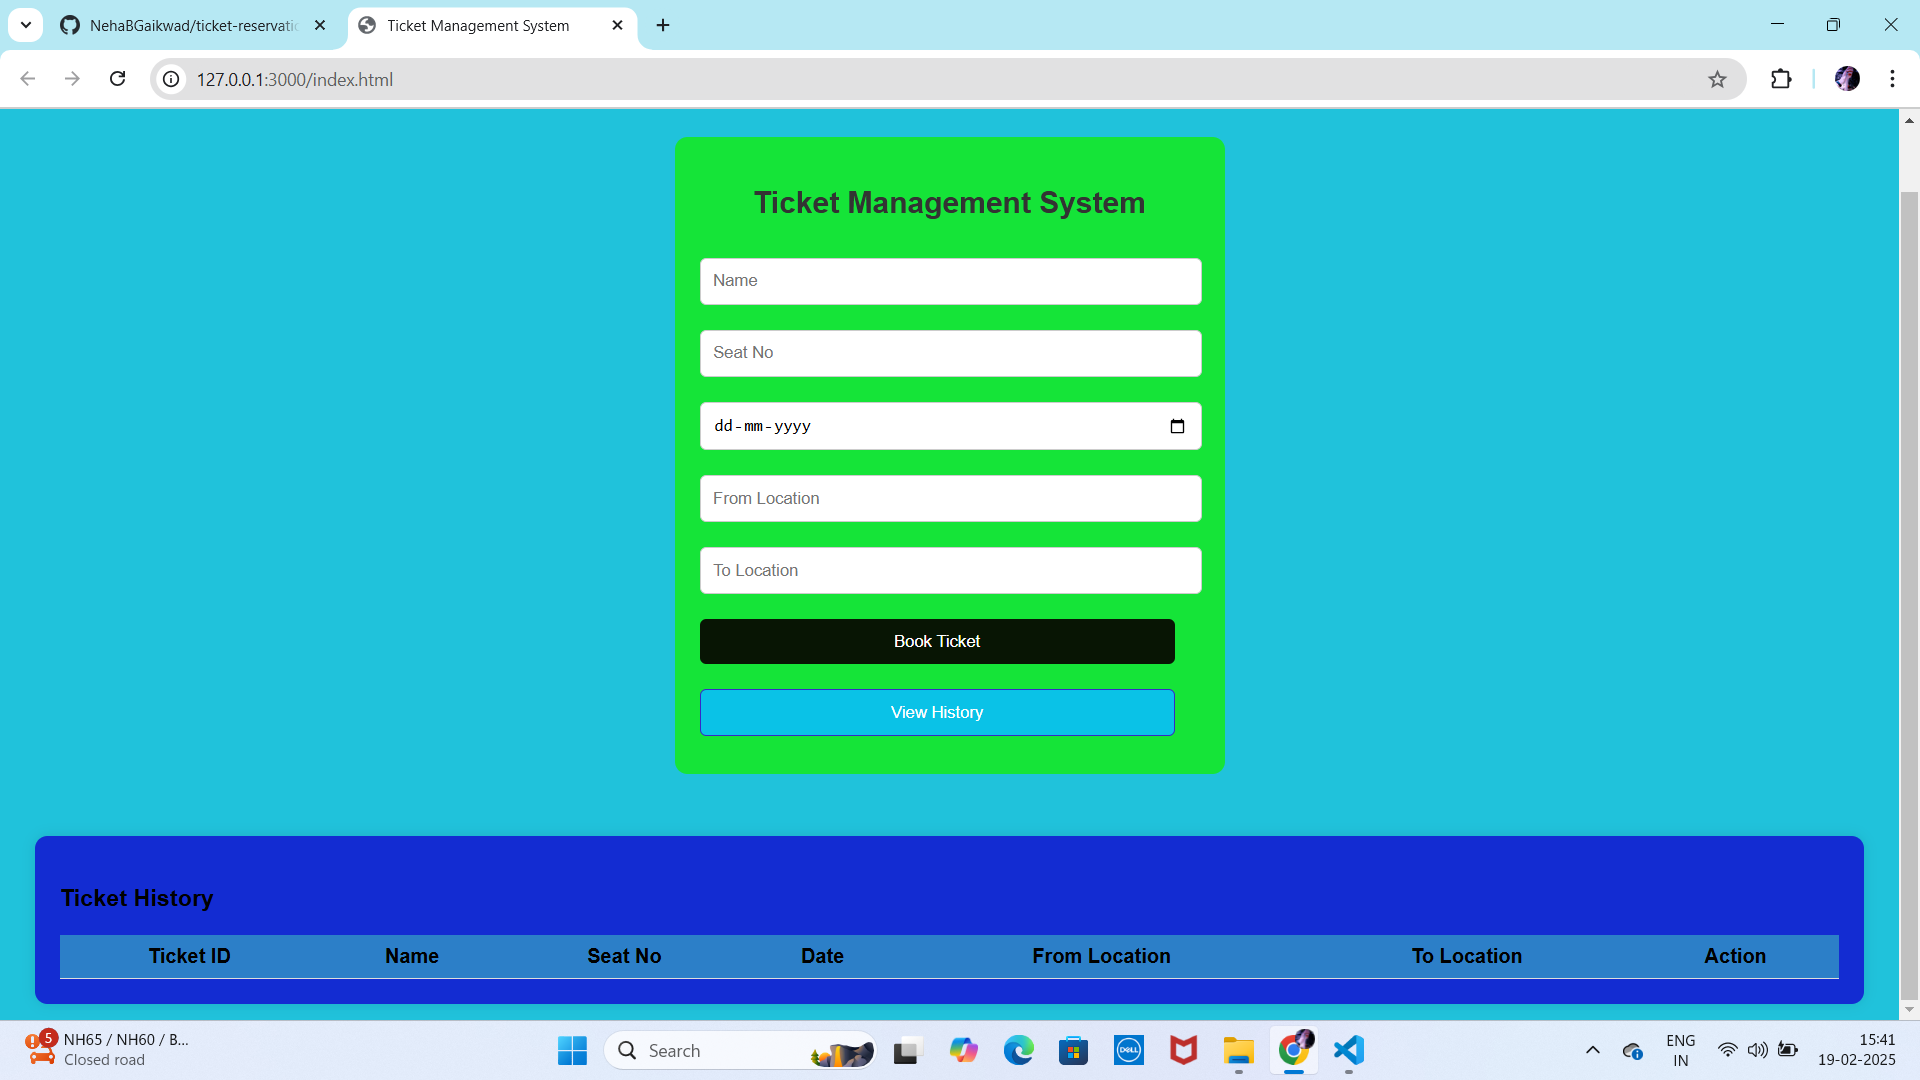 NehaBGaikwad/ticket-reservatio
Ticket Management System
127.0.0.1:3000/index.html
Ticket Management System
Name
Seat No
dd-mm-yyyy
From Location
To Location
Book Ticket
View History
Ticket History
Ticket ID Name Seat No Date From Location To Location Action
5
NH65 / NH60 / B...
Closed road
Search
DELL
ENG
IN
15:41
19-02-2025